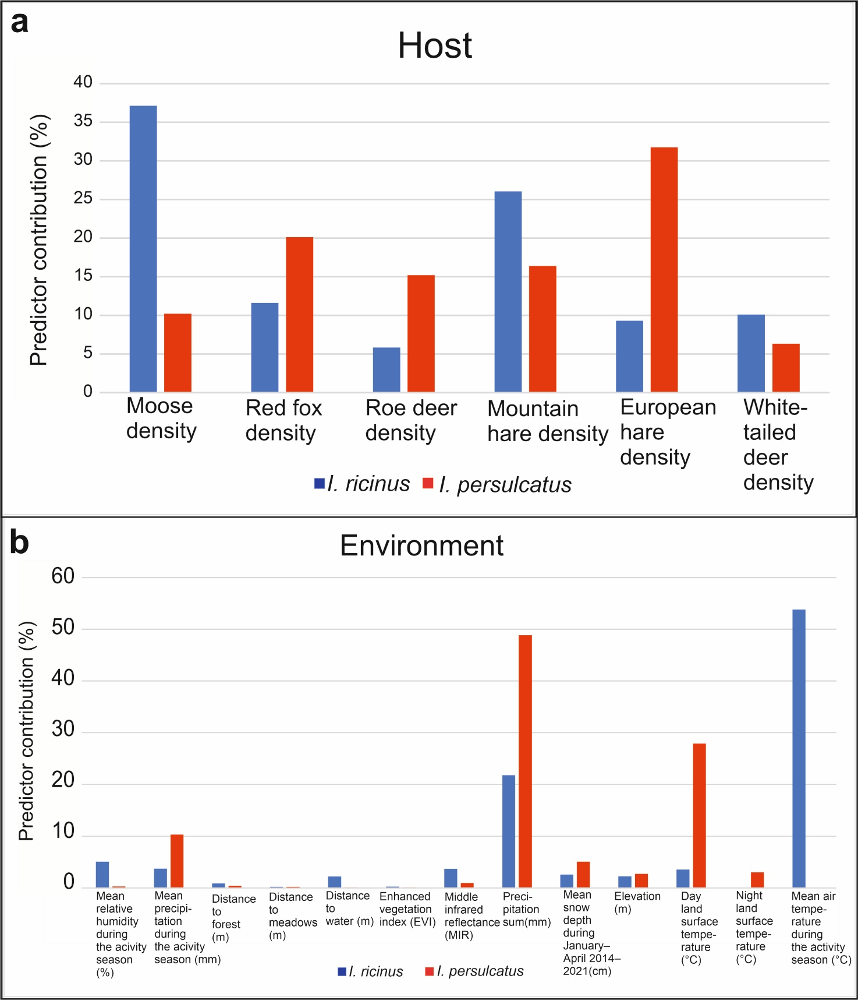 a
Host
Predictor contribution (%)
40
35
30
25
20
15
10
5
0
Moose
density
Red fox
density
Roe deer
density
Mountain
hare density
European
hare
density
White-
tailed
deer
density
I. ricinus
I. persulcatus
b
Environment
Predictor contribution (%)
60
50
40
30
20
10
0
Mean
relative
humidity
during
the acivity
season
(%)
Mean
precipi-
tation
during
the acivity
season (mm)
Distance
to
forest
(m)
Distance
to
meadows
(m)
Distance
to
water (m)
Enhanced
vegetation
index (EVI)
Middle
infrared
reflectance
(MIR)
Preci-
pitation
sum(mm)
Mean
snow
depth
during
January–
April 2014–
2021(cm)
Elevation
(m)
Day
land
surface
tempe-
rature
(°C)
Night
land
surface
tempe-
rature
(°C)
Mean air
tempe-
rature
during
the activity
season (°C)
I. ricinus
I. persulcatus